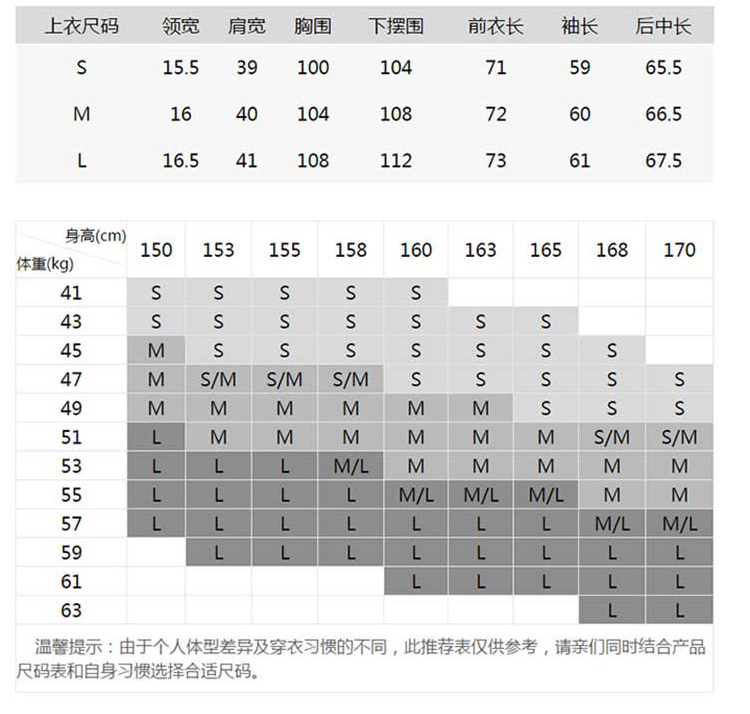 上衣尺码 领宽 肩宽 胸围 下摆围 前衣长 袖长 后中长
S 15.5 39 100 104 71 59 65.5
M 16 40 104 108 72 60 66.5
L 16.5 41 108 112 73 61 67.5
身高(cm)
体重(kg) 150 153 155 158 160 163 165 168 170
41 S S S S S
43 S S S S S S S
45 M S S S S S S S
47 M S/M S/M S/M S S S S S
49 M M M M M M S S S
51 L M M M M M M S/M S/M
53 L L L M/L M M M M M
55 L L L L M/L M/L M/L M M
57 L L L L L L L M/L M/L
59 L L L L L L L L
61 L L L L L
63 L L
温馨提示：由于个人体型差异及穿衣习惯的不同，此推荐表仅供参考，请亲们同时结合产品
尺码表和自身习惯选择合适尺码。